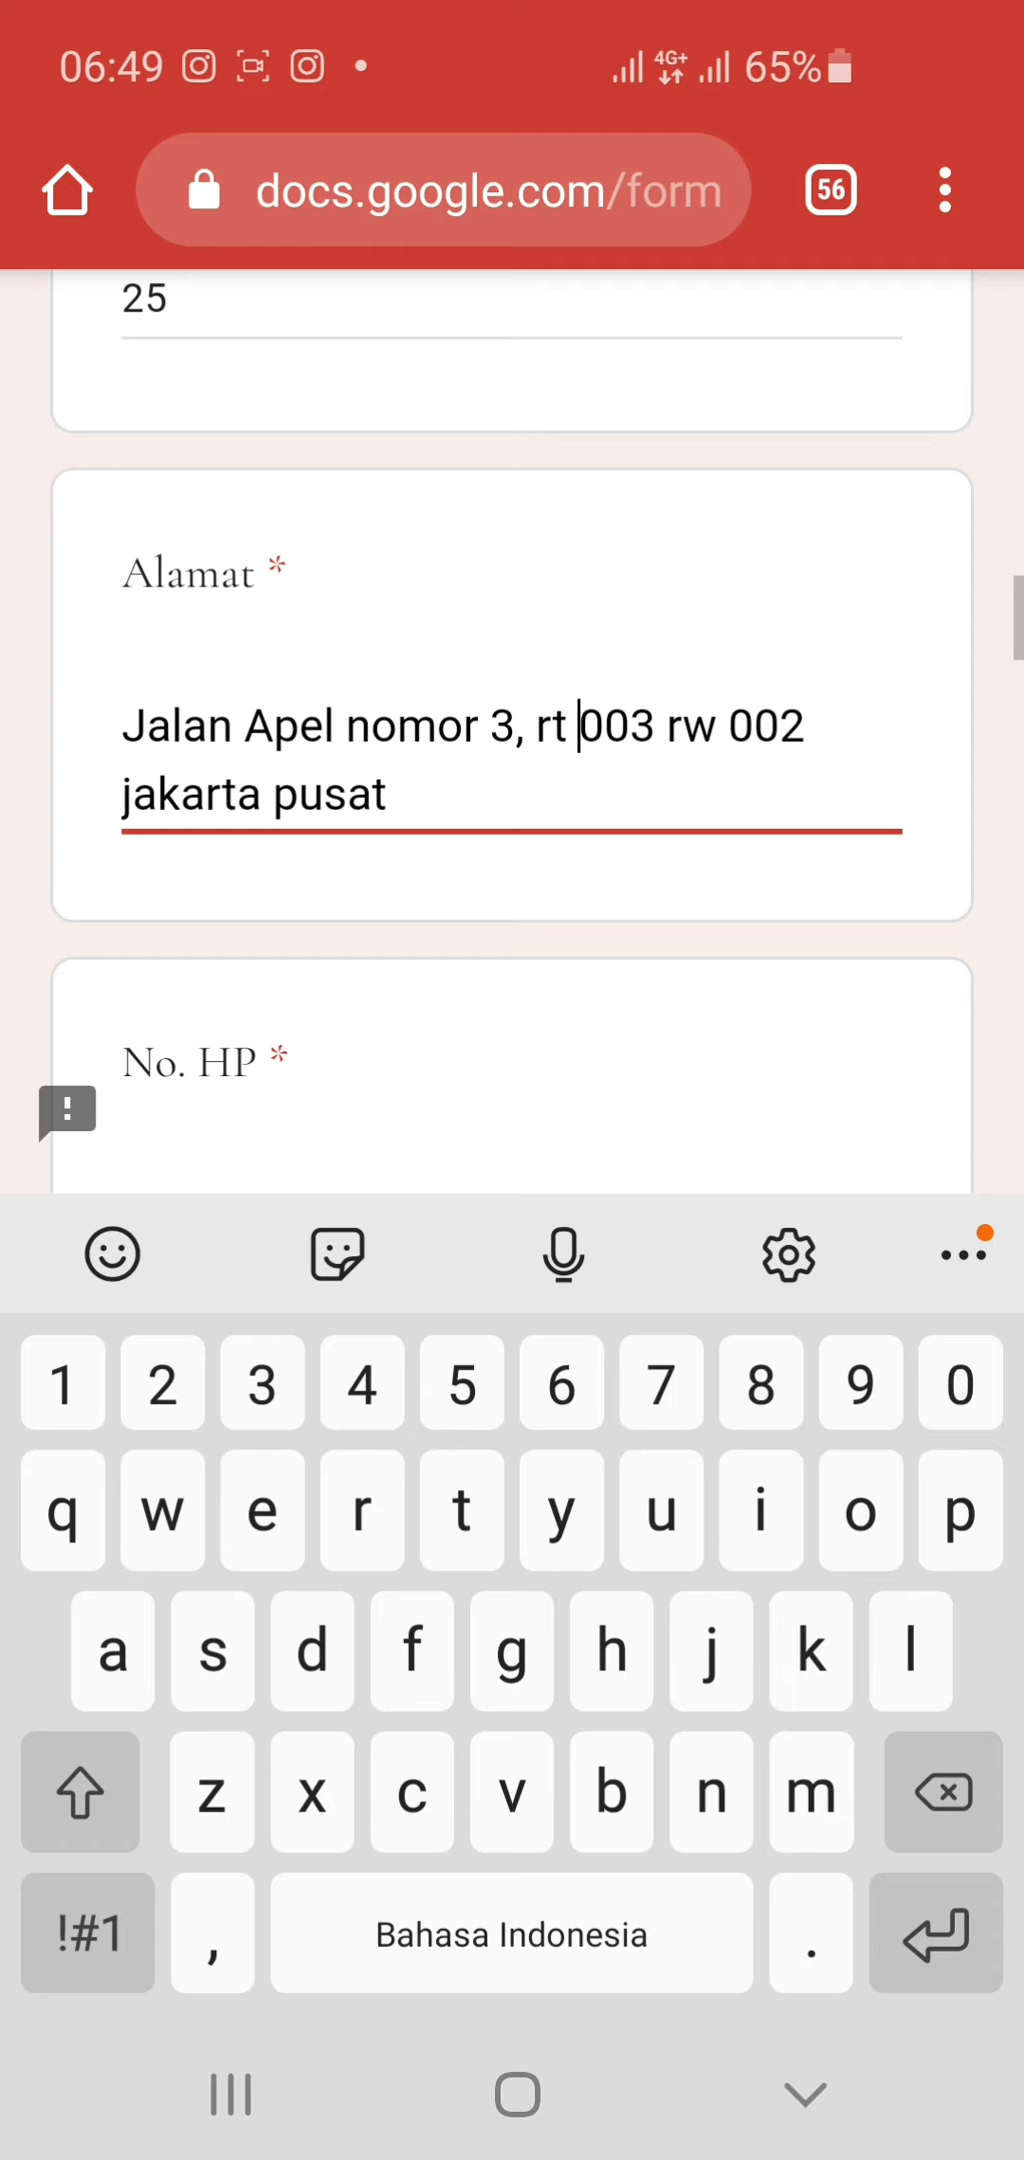 06:49 4G+ 65%
docs.google.com/form 56
25
Alamat *
Jalan Apel nomor 3, rt 003 rw 002
jakarta pusat
No. HP *
!
1 2 3 4 5 6 7 8 9 0
q w e r t y u i o p
a s d f g h j k l
z x c v b n m
!#1 , Bahasa Indonesia .